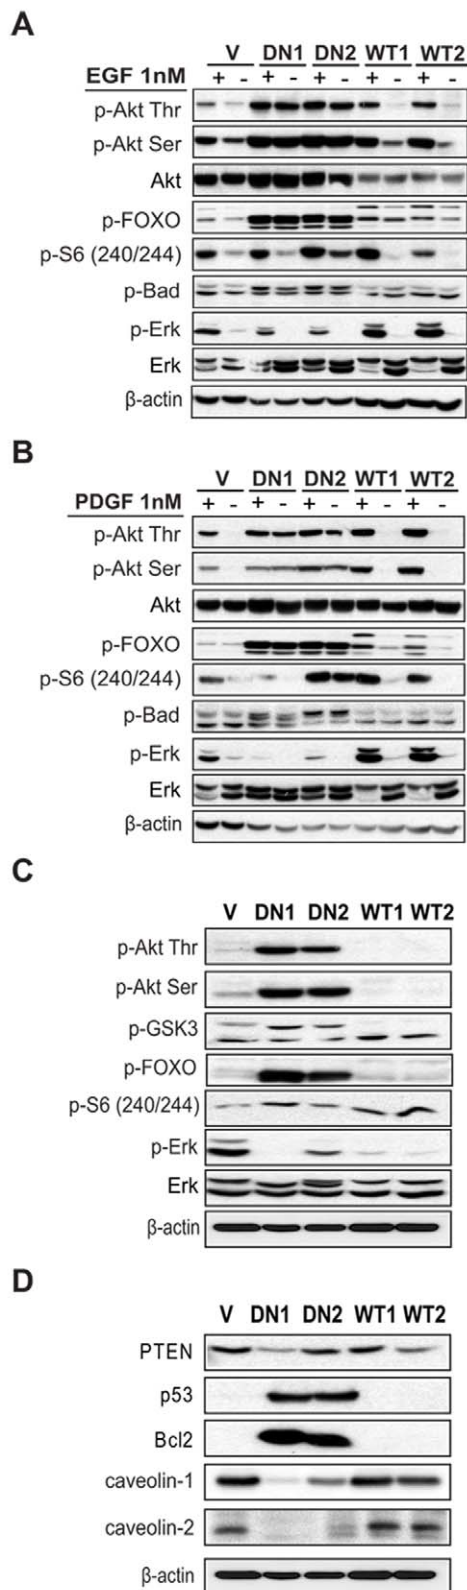 A
V DN1 DN2 WT1 WT2
EGF 1nM + - + - + - + - + -
p-Akt Thr
p-Akt Ser
Akt
p-FOXO
p-S6 (240/244)
p-Bad
p-Erk
Erk
β-actin
B
V DN1 DN2 WT1 WT2
PDGF 1nM + - + - + - + - + -
p-Akt Thr
p-Akt Ser
Akt
p-FOXO
p-S6 (240/244)
p-Bad
p-Erk
Erk
β-actin
C
V DN1 DN2 WT1 WT2
p-Akt Thr
p-Akt Ser
p-GSK3
p-FOXO
p-S6 (240/244)
p-Erk
Erk
β-actin
D
V DN1 DN2 WT1 WT2
PTEN
p53
Bcl2
caveolin-1
caveolin-2
β-actin